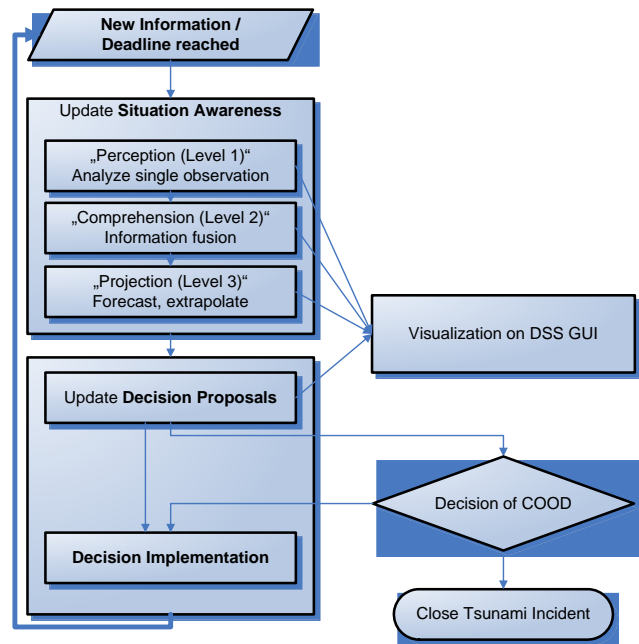 New Information /
Deadline reached
Update Situation Awareness
„Perception (Level 1)“
Analyze single observation
„Comprehension (Level 2)“
Information fusion
„Projection (Level 3)“
Forecast, extrapolate
Visualization on DSS GUI
Update Decision Proposals
Decision of COOD
Decision Implementation
Close Tsunami Incident